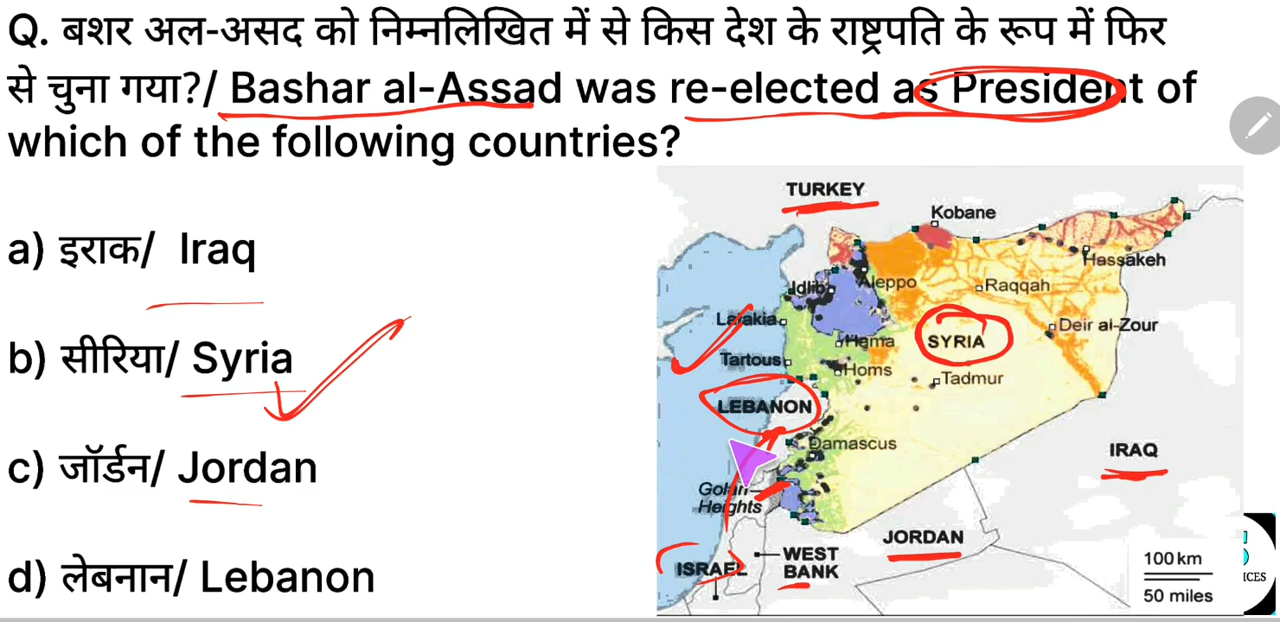 Q. बशर अल-असद को निम्नलिखित में से किस देश के राष्ट्रपति के रूप में फिर
से चुना गया?/ Bashar al-Assad was re-elected as President of
which of the following countries?
a) इराक/ Iraq
b) सीरिया/ Syria
c) जॉर्डन/ Jordan
d) लेबनान/ Lebanon
TURKEY
Kobane
Hassakeh
Idlib
Aleppo
Raqqah
Latakia
Deir al-Zour
Hama
SYRIA
Tartous
Homs
Tadmur
LEBANON
Damascus
IRAQ
Golan
Heights
JORDAN
ISRAEL
WEST
BANK
100 km
50 miles
ICES